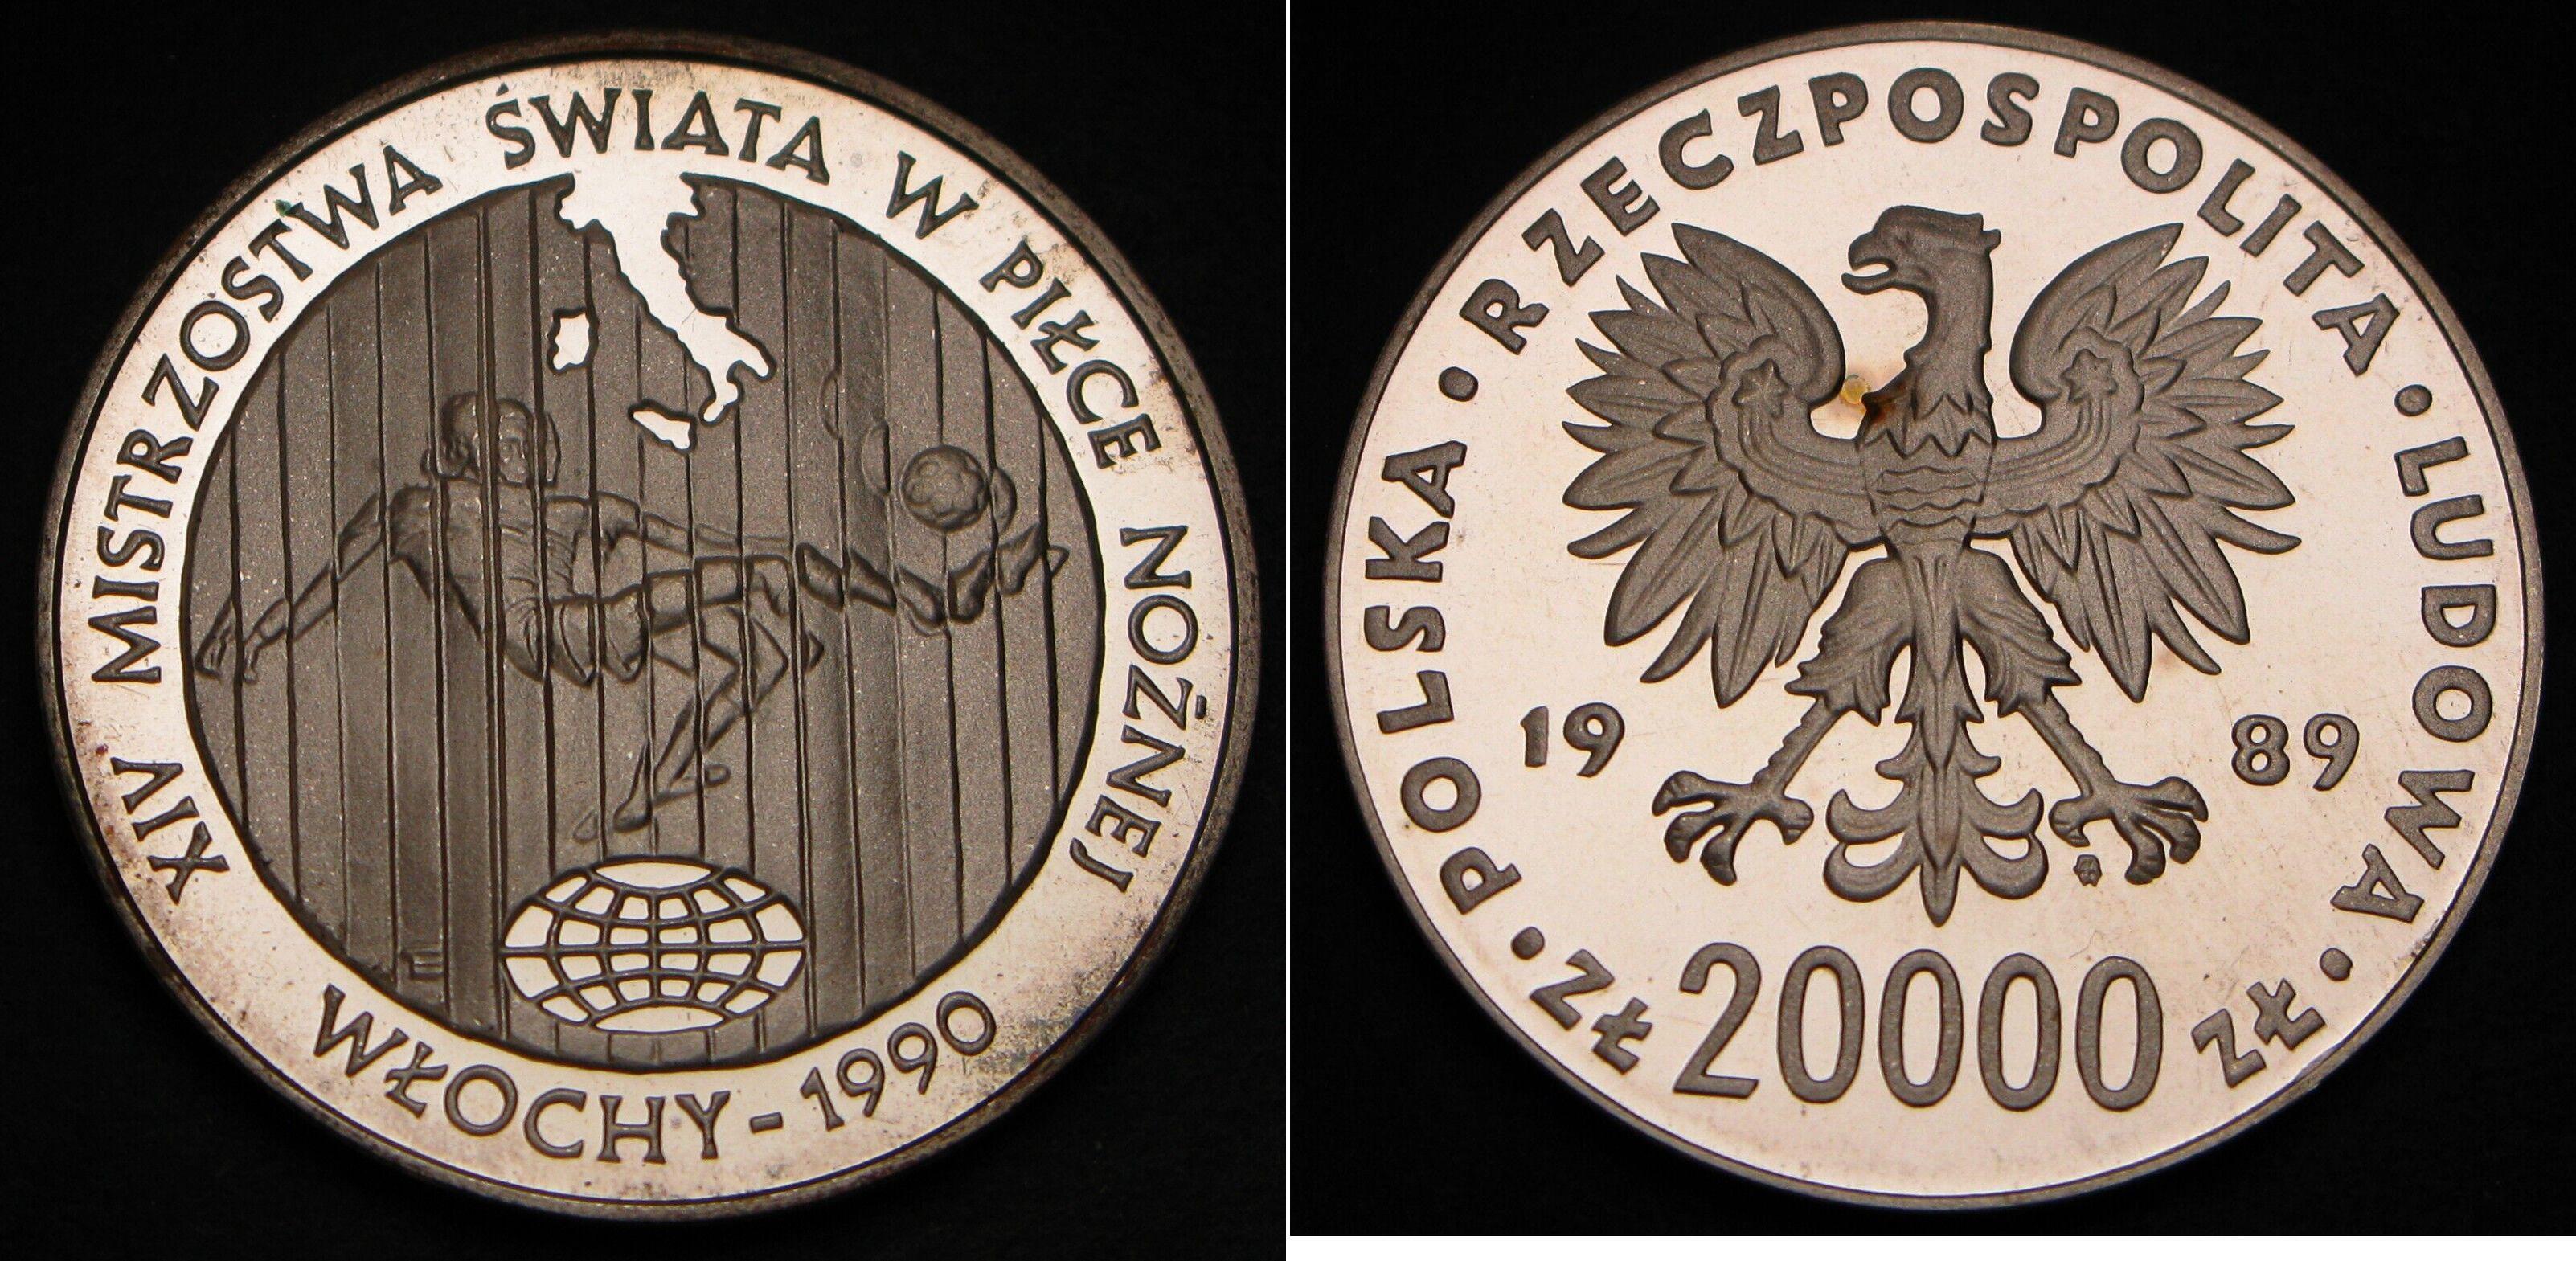 XIV MISTRZOSTWA ŚWIATA W PIŁCE NOŻNEJ
WŁOCHY - 1990
POLSKA · RZECZPOSPOLITA · LUDOWA
19 89
· ZŁ 20000 ZŁ ·